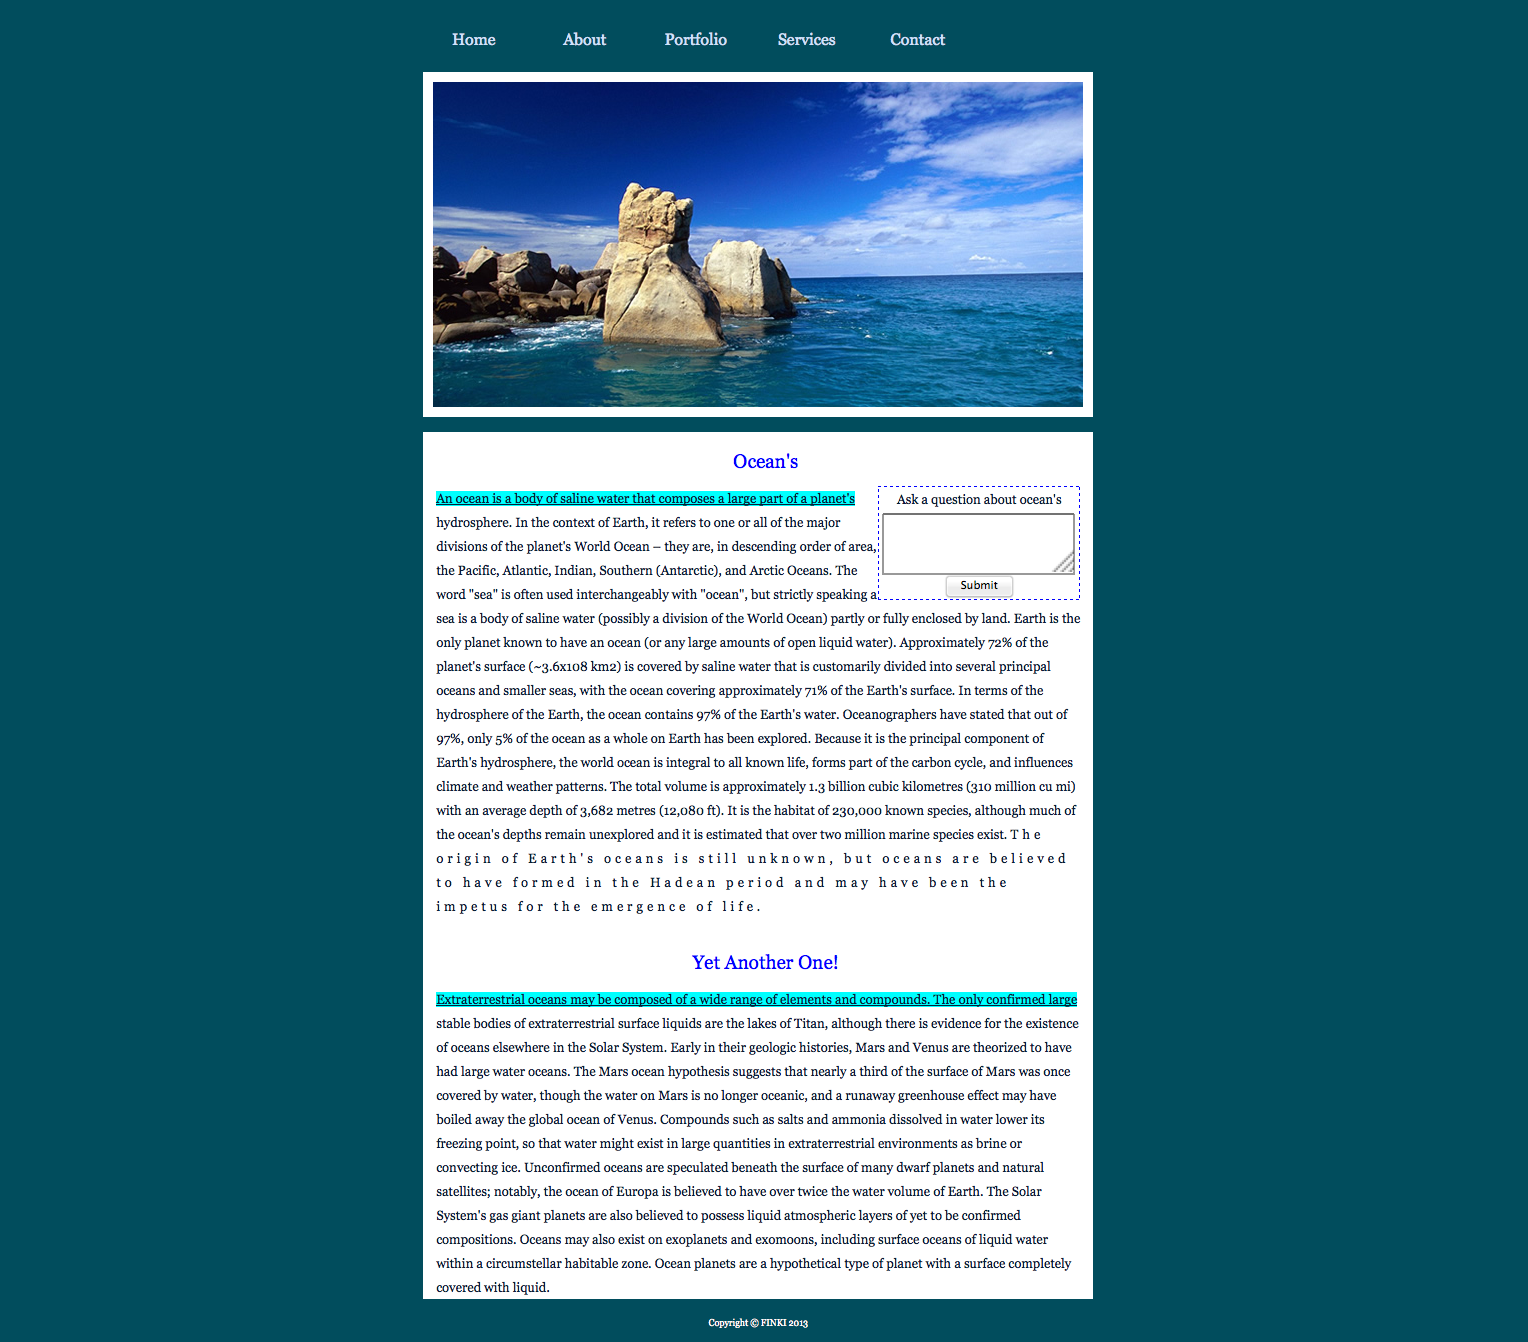 Home About Portfolio Services Contact
Ocean's
An ocean is a body of saline water that composes a large part of a planet's
hydrosphere. In the context of Earth, it refers to one or all of the major
divisions of the planet's World Ocean – they are, in descending order of area,
the Pacific, Atlantic, Indian, Southern (Antarctic), and Arctic Oceans. The
word "sea" is often used interchangeably with "ocean", but strictly speaking a
Ask a question about ocean's
Submit
sea is a body of saline water (possibly a division of the World Ocean) partly or fully enclosed by land. Earth is the
only planet known to have an ocean (or any large amounts of open liquid water). Approximately 72% of the
planet's surface (~3.6x108 km2) is covered by saline water that is customarily divided into several principal
oceans and smaller seas, with the ocean covering approximately 71% of the Earth's surface. In terms of the
hydrosphere of the Earth, the ocean contains 97% of the Earth's water. Oceanographers have stated that out of
97%, only 5% of the ocean as a whole on Earth has been explored. Because it is the principal component of
Earth's hydrosphere, the world ocean is integral to all known life, forms part of the carbon cycle, and influences
climate and weather patterns. The total volume is approximately 1.3 billion cubic kilometres (310 million cu mi)
with an average depth of 3,682 metres (12,080 ft). It is the habitat of 230,000 known species, although much of
the ocean's depths remain unexplored and it is estimated that over two million marine species exist. The
origin of Earth's oceans is still unknown, but oceans are believed
to have formed in the Hadean period and may have been the
impetus for the emergence of life.
Yet Another One!
Extraterrestrial oceans may be composed of a wide range of elements and compounds. The only confirmed large
stable bodies of extraterrestrial surface liquids are the lakes of Titan, although there is evidence for the existence
of oceans elsewhere in the Solar System. Early in their geologic histories, Mars and Venus are theorized to have
had large water oceans. The Mars ocean hypothesis suggests that nearly a third of the surface of Mars was once
covered by water, though the water on Mars is no longer oceanic, and a runaway greenhouse effect may have
boiled away the global ocean of Venus. Compounds such as salts and ammonia dissolved in water lower its
freezing point, so that water might exist in large quantities in extraterrestrial environments as brine or
convecting ice. Unconfirmed oceans are speculated beneath the surface of many dwarf planets and natural
satellites; notably, the ocean of Europa is believed to have over twice the water volume of Earth. The Solar
System's gas giant planets are also believed to possess liquid atmospheric layers of yet to be confirmed
compositions. Oceans may also exist on exoplanets and exomoons, including surface oceans of liquid water
within a circumstellar habitable zone. Ocean planets are a hypothetical type of planet with a surface completely
covered with liquid.
Copyright © FINKI 2013